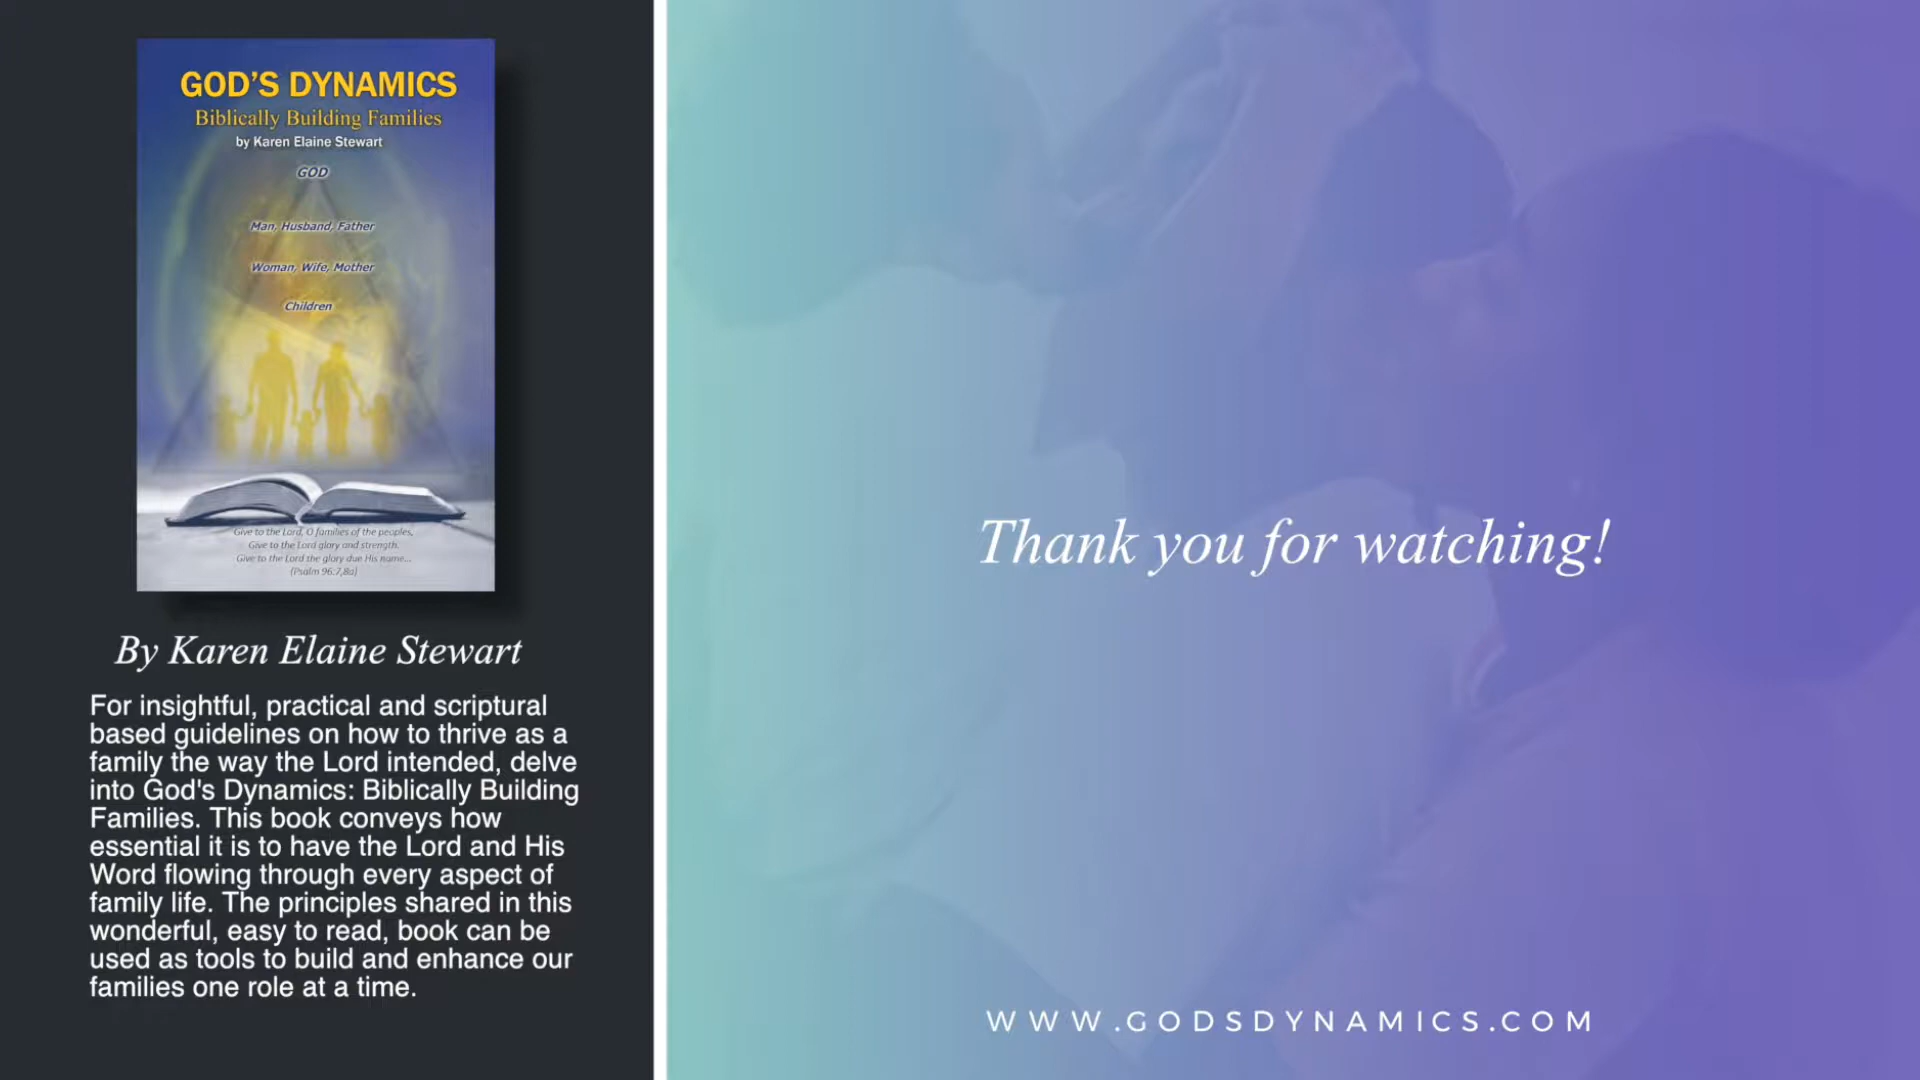 GOD'S DYNAMICS
Biblically Building Families
by Karen Elaine Stewart
GOD
Man, Husband, Father
Woman, Wife, Mother
Children
Give to the Lord, O families of the peoples,
Give to the Lord glory and strength.
Give to the Lord the glory due His name...
(Psalm 96:7,8a)
By Karen Elaine Stewart
For insightful, practical and scriptural
based guidelines on how to thrive as a
family the way the Lord intended, delve
into God's Dynamics: Biblically Building
Families. This book conveys how
essential it is to have the Lord and His
Word flowing through every aspect of
family life. The principles shared in this
wonderful, easy to read, book can be
used as tools to build and enhance our
families one role at a time.
Thank you for watching!
WWW.GODSDYNAMICS.COM